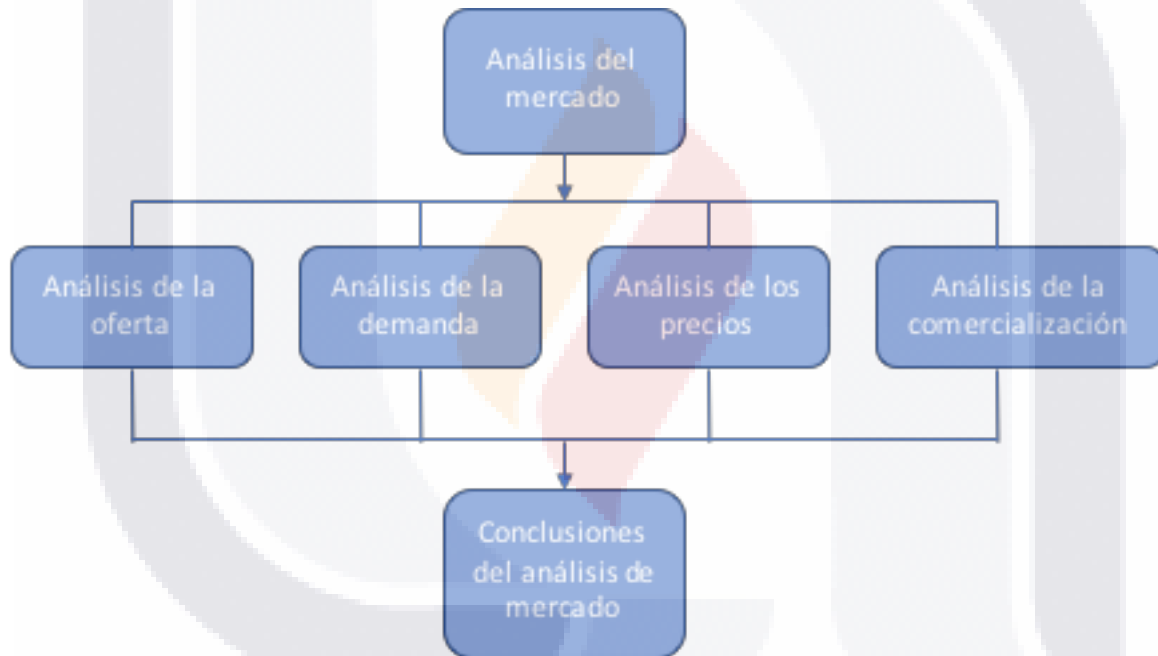 Análisis del
mercado
Análisis de la
oferta
Análisis de la
demanda
Análisis de los
precios
Análisis de la
comercialización
Conclusiones
del análisis de
mercado